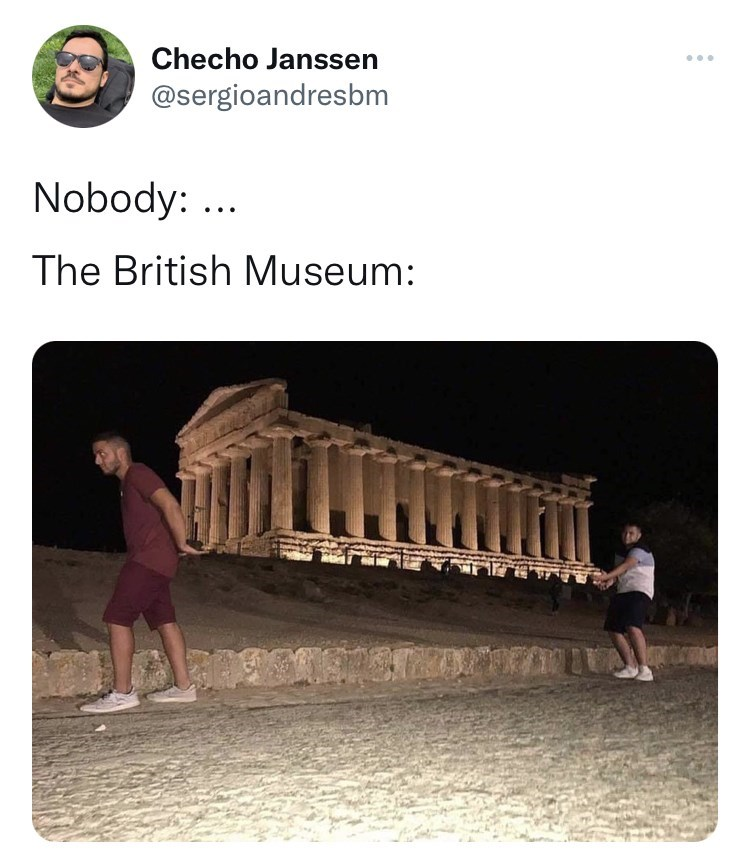 Checho Janssen
@sergioandresbm
Nobody: ...
The British Museum: